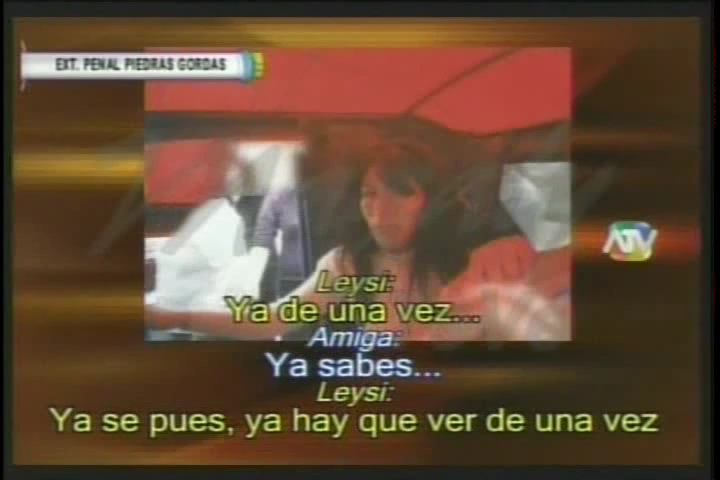 EXT. PENAL PIEDRAS GORDAS
ATV
Leysi:
Ya de una vez...
Amiga:
Ya sabes...
Leysi:
Ya se pues, ya hay que ver de una vez